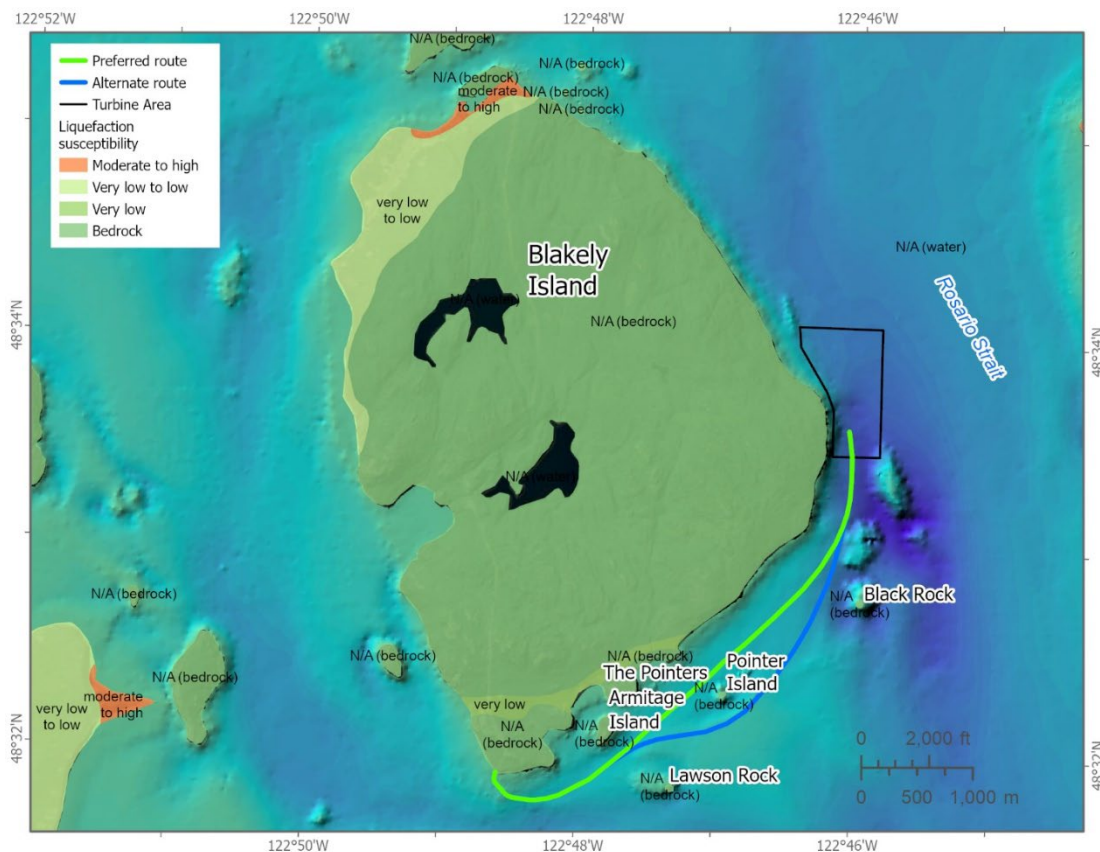 122°52'W
122°50'W
122°48'W
122°46'W
Preferred route
Alternate route
Turbine Area
Liquefaction
susceptibility
Moderate to high
Very low to low
Very low
Bedrock
N/A (bedrock)
N/A (bedrock)
N/A (bedrock)
moderate
to high
N/A (bedrock)
N/A (bedrock)
very low
to low
Blakely
Island
N/A (water)
N/A (water)
Rosario Strait
N/A (bedrock)
48°34'N
48°34'N
N/A (water)
N/A (bedrock)
N/A
(bedrock)
Black Rock
N/A (bedrock)
N/A (bedrock)
N/A (bedrock)
The Pointers
Armitage
Island
Pointer
Island
N/A
(bedrock)
very low
to low
moderate
to high
very low
N/A
(bedrock)
N/A
(bedrock)
48°32'N
48°32'N
N/A
(bedrock)
Lawson Rock
0 2,000 ft
0 500 1,000 m
122°50'W
122°48'W
122°46'W